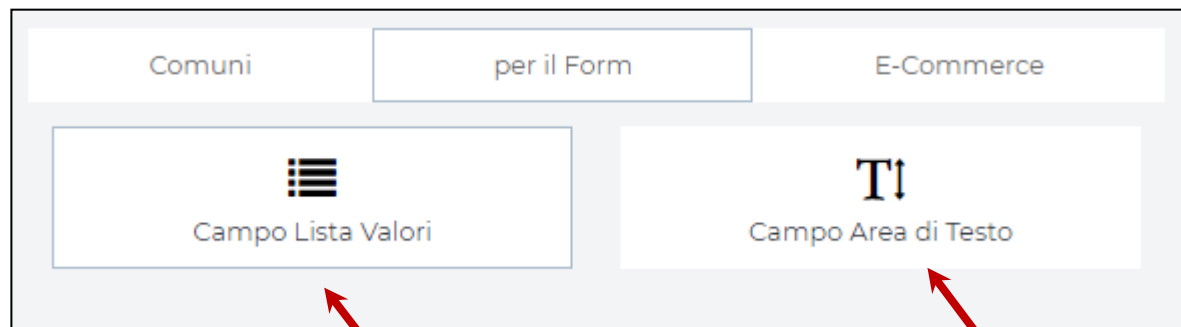 Comuni per il Form E-Commerce
Campo Lista Valori Campo Area di Testo